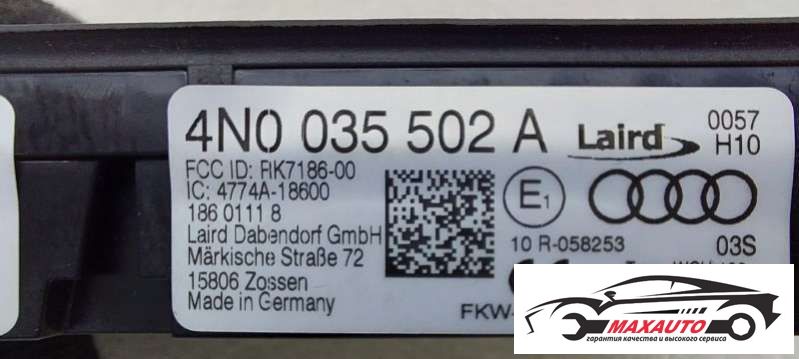 4N0 035 502 A
Laird
0057
H10
FCC ID: RK7186-00
IC: 4774A-18600
186 0111 8
Laird Dabendorf GmbH
Märkische Straße 72
15806 Zossen
Made in Germany
E1
10 R-058253
03S
FKW-
MAXAUTO
гарантия качества и высокого сервиса